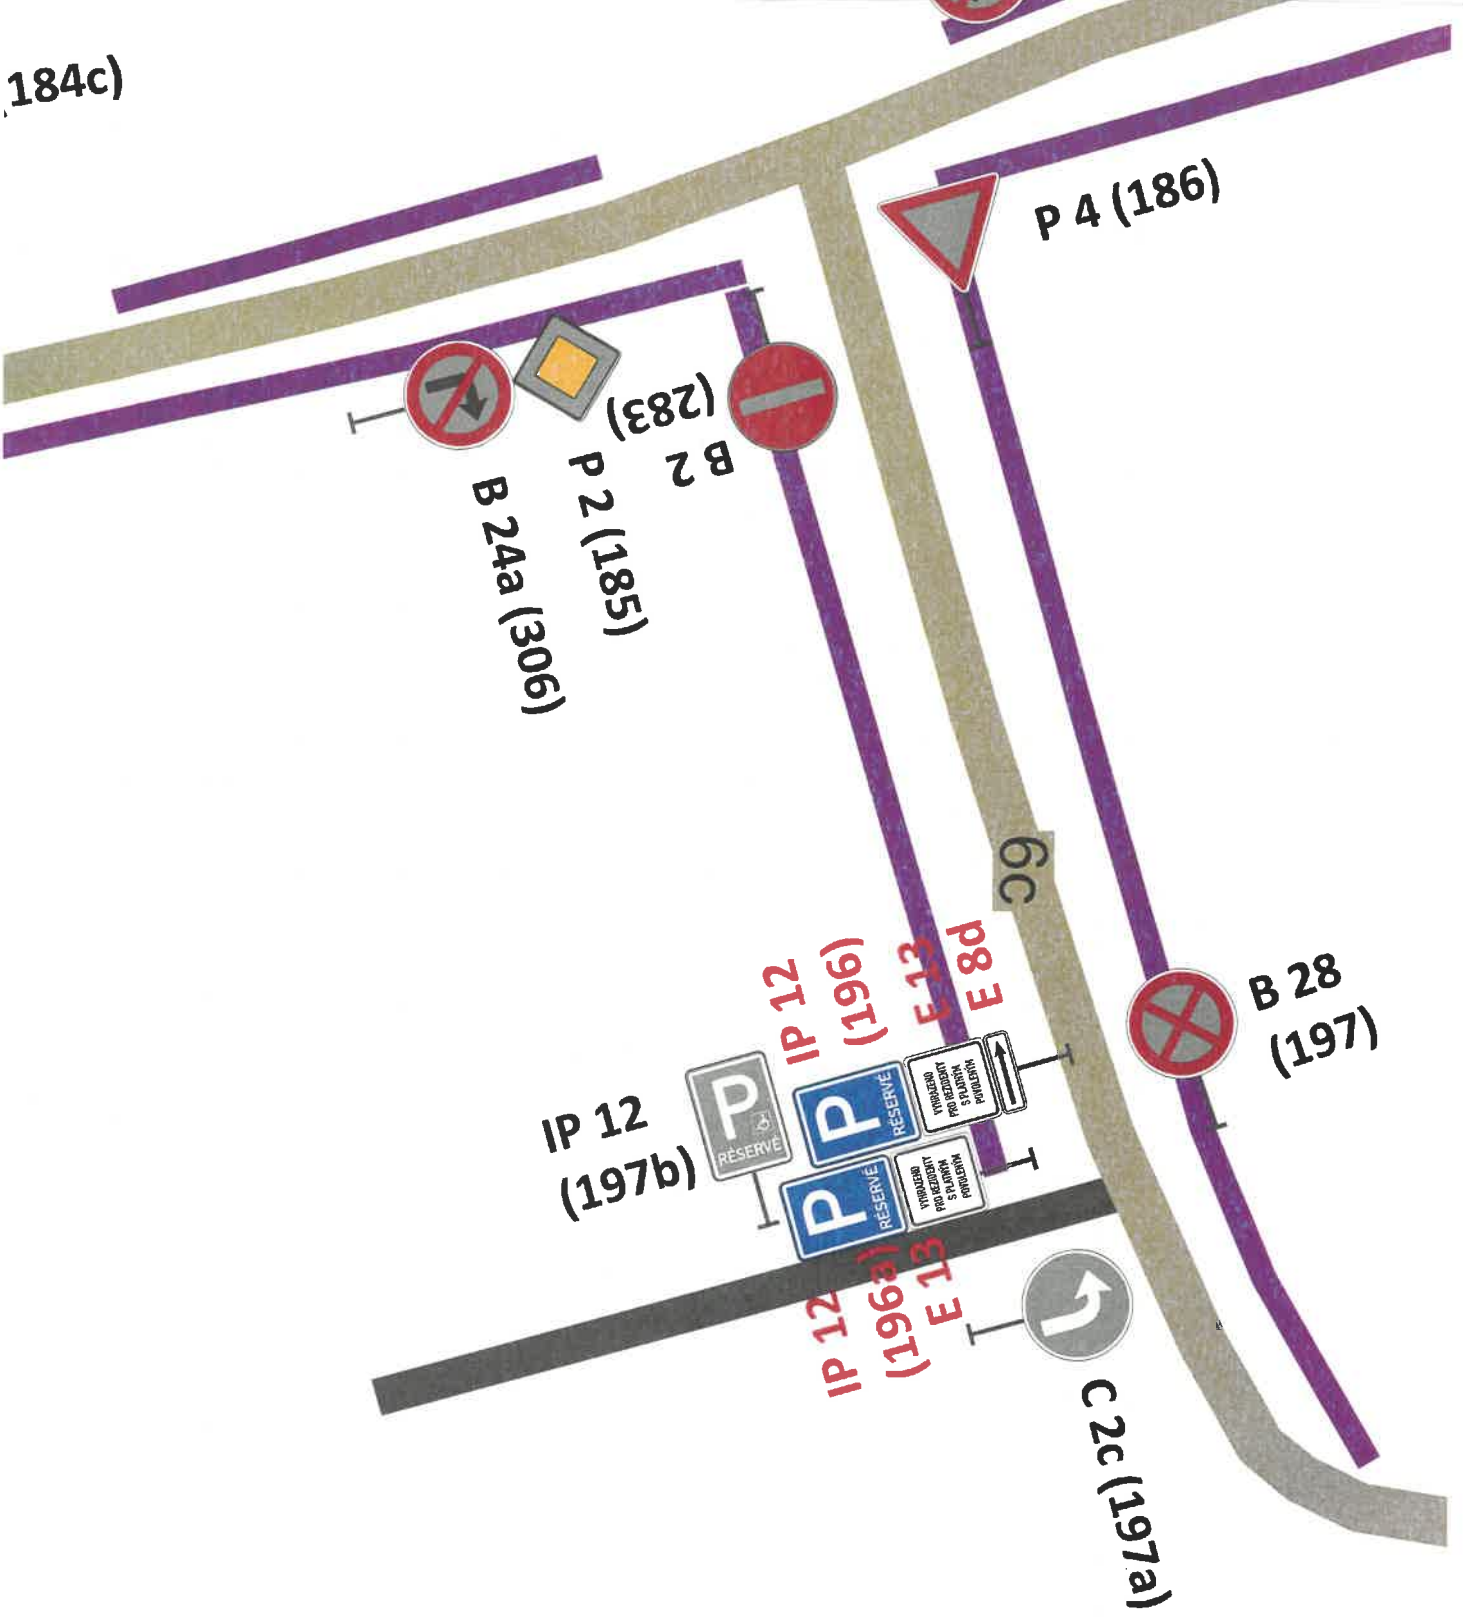 184c)
P 4 (186)
B 2
(283)
P 2 (185)
B 24a (306)
6c
IP 12
(196)
E 13
E 8d
B 28
(197)
IP 12
(197b)
P
RÉSERVÉ
P
RÉSERVÉ
VYHRAZENO
PRO REZIDENTY
S PLATNÝM
POVOLENÍM
P
RÉSERVÉ
VYHRAZENO
PRO REZIDENTY
S PLATNÝM
POVOLENÍM
IP 12
(196a)
E 13
C 2c (197a)